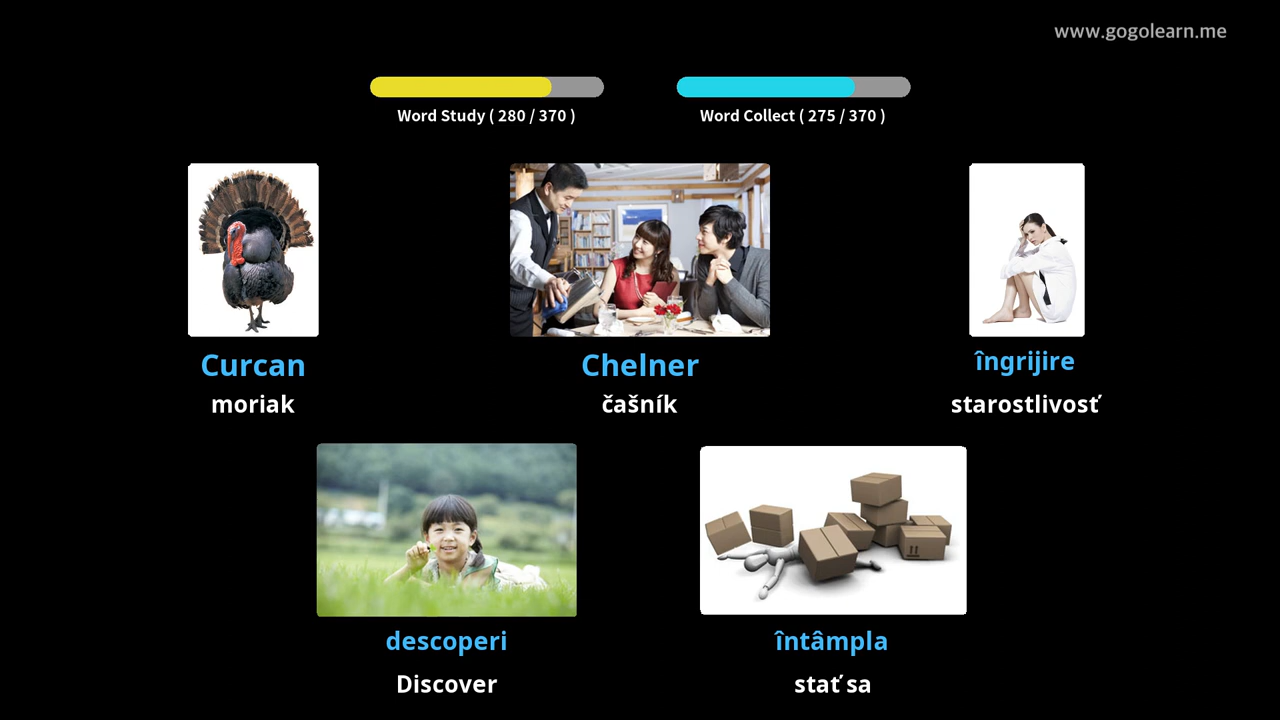 www.gogolearn.me
Word Study ( 280 / 370 )
Word Collect ( 275 / 370 )
Curcan
Chelner
îngrijire
moriak
čašník
starostlivosť
descoperi
întâmpla
Discover
stať sa